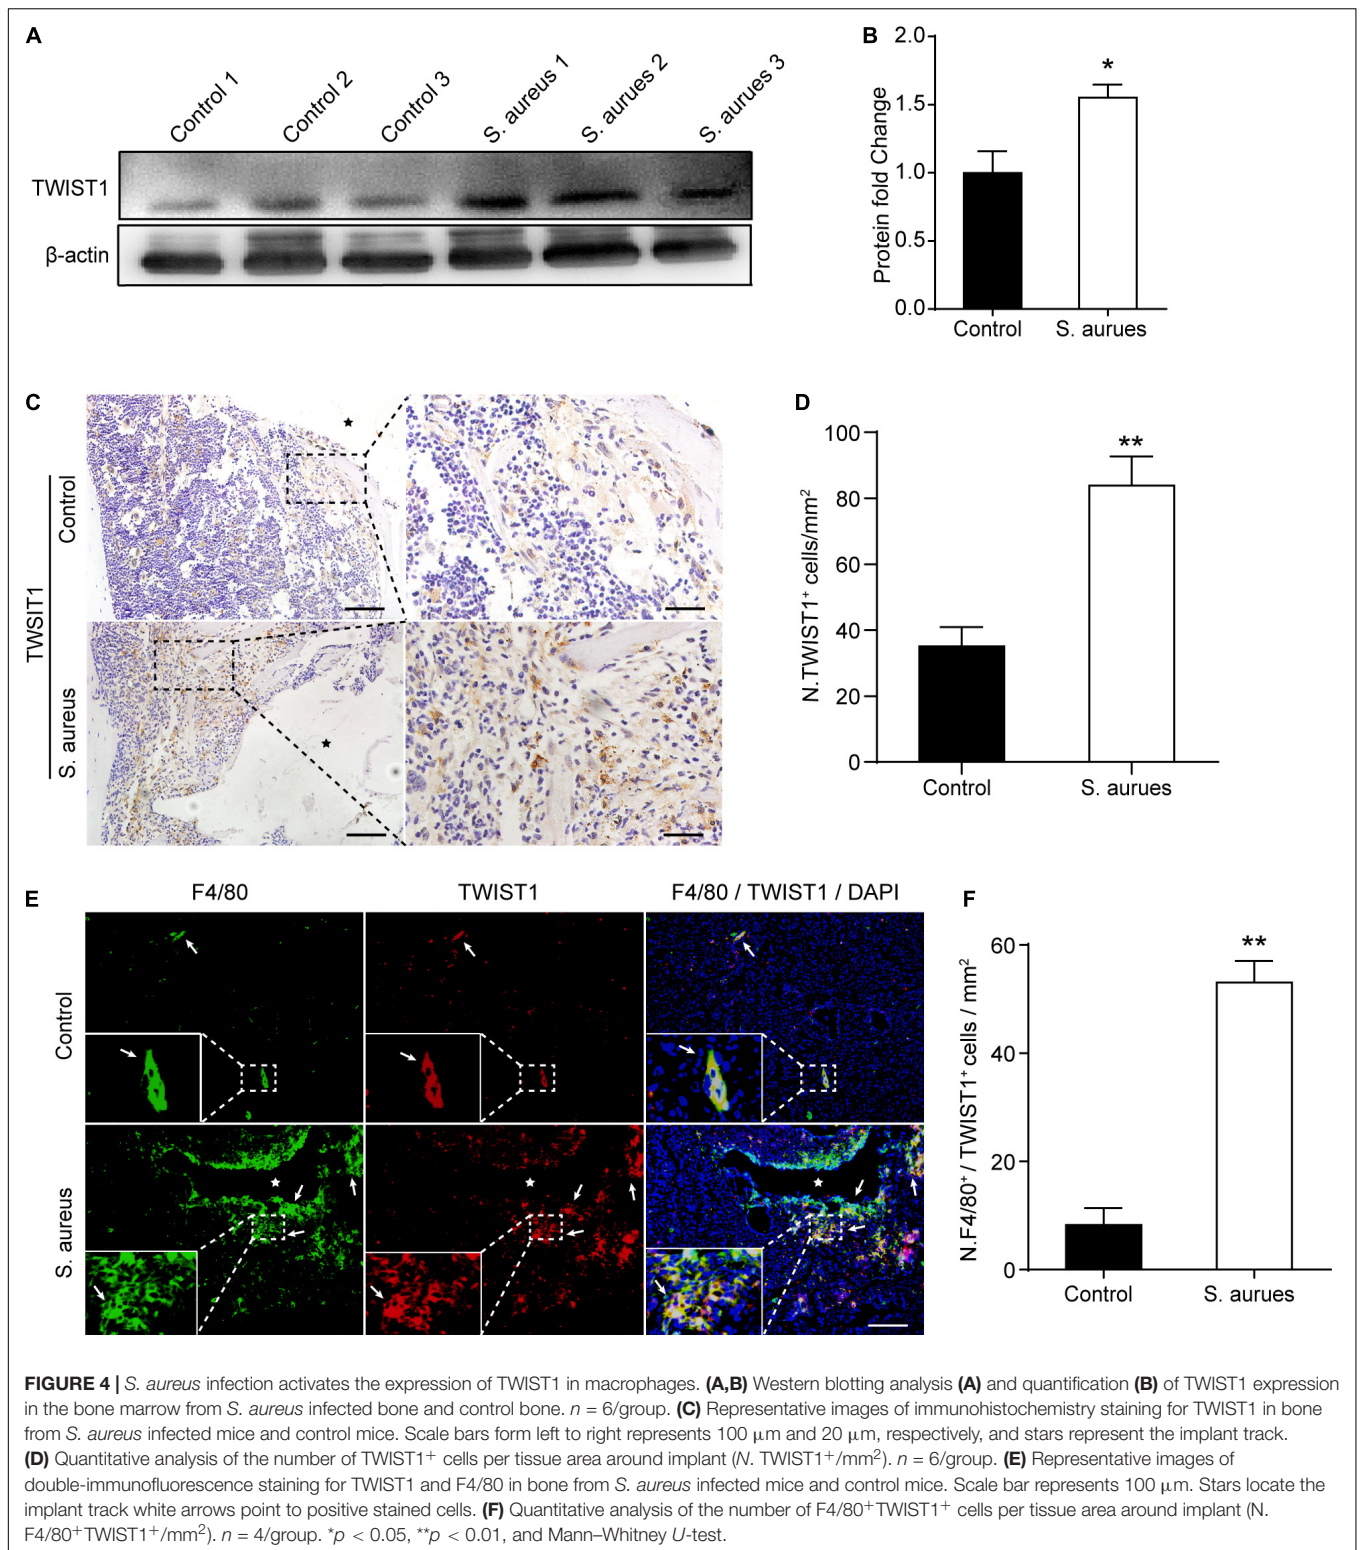 A
Control 1
Control 2
Control 3
S. aureus 1
S. aurues 2
S. aurues 3
TWIST1
β-actin
B
Protein fold Change
2.0
1.5
1.0
0.5
0.0
*
Control
S. aurues
C
TWSIT1
Control
S. aureus
D
N.TWIST1⁺ cells/mm²
100
80
60
40
20
0
**
Control
S. aurues
E
F4/80
TWIST1
F4/80 / TWIST1 / DAPI
Control
S. aureus
F
N.F4/80⁺ / TWIST1⁺ cells / mm²
60
40
20
0
**
Control
S. aurues
FIGURE 4 | S. aureus infection activates the expression of TWIST1 in macrophages. (A,B) Western blotting analysis (A) and quantification (B) of TWIST1 expression
in the bone marrow from S. aureus infected bone and control bone. n = 6/group. (C) Representative images of immunohistochemistry staining for TWIST1 in bone
from S. aureus infected mice and control mice. Scale bars form left to right represents 100 μm and 20 μm, respectively, and stars represent the implant track.
(D) Quantitative analysis of the number of TWIST1⁺ cells per tissue area around implant (N. TWIST1⁺/mm²). n = 6/group. (E) Representative images of
double-immunofluorescence staining for TWIST1 and F4/80 in bone from S. aureus infected mice and control mice. Scale bar represents 100 μm. Stars locate the
implant track white arrows point to positive stained cells. (F) Quantitative analysis of the number of F4/80⁺TWIST1⁺ cells per tissue area around implant (N.
F4/80⁺TWIST1⁺/mm²). n = 4/group. *p < 0.05, **p < 0.01, and Mann–Whitney U-test.